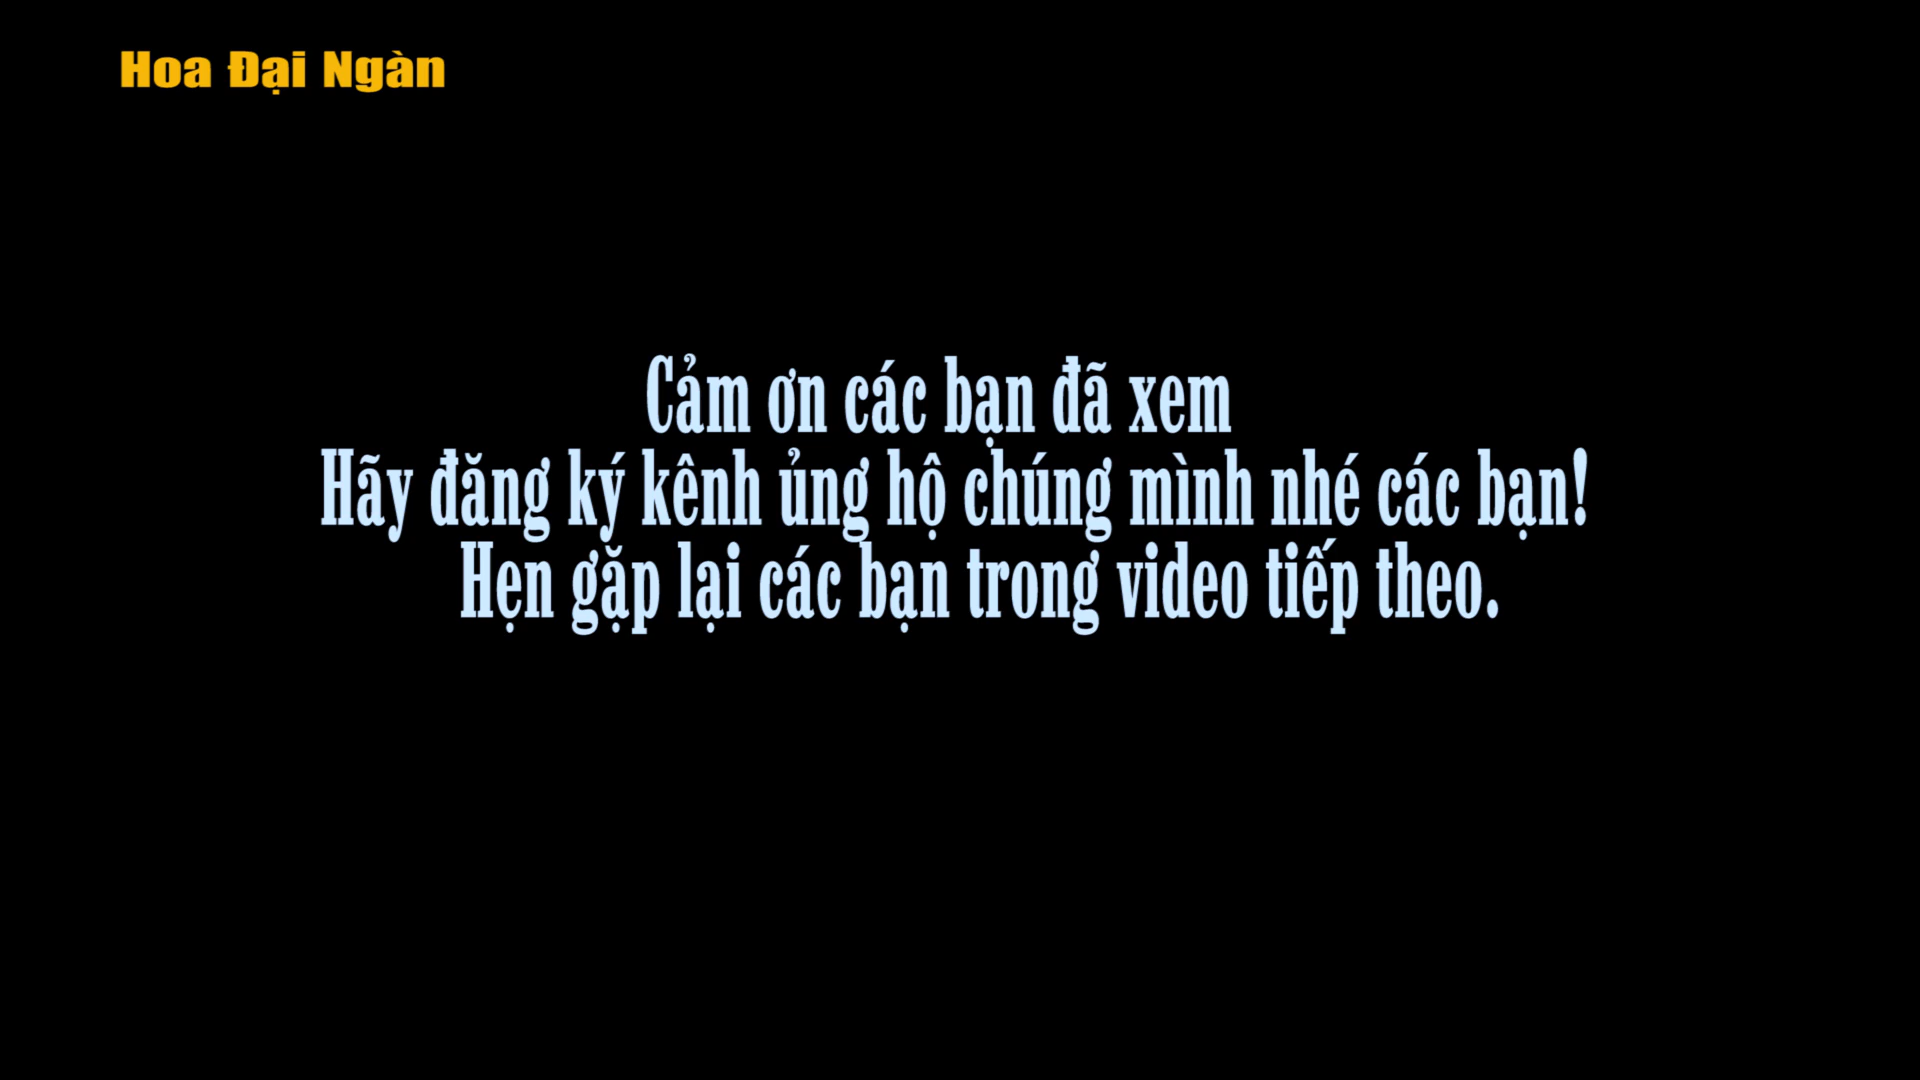 Hoa Đại Ngàn
Cảm ơn các bạn đã xem
Hãy đăng ký kênh ủng hộ chúng mình nhé các bạn!
Hẹn gặp lại các bạn trong video tiếp theo.